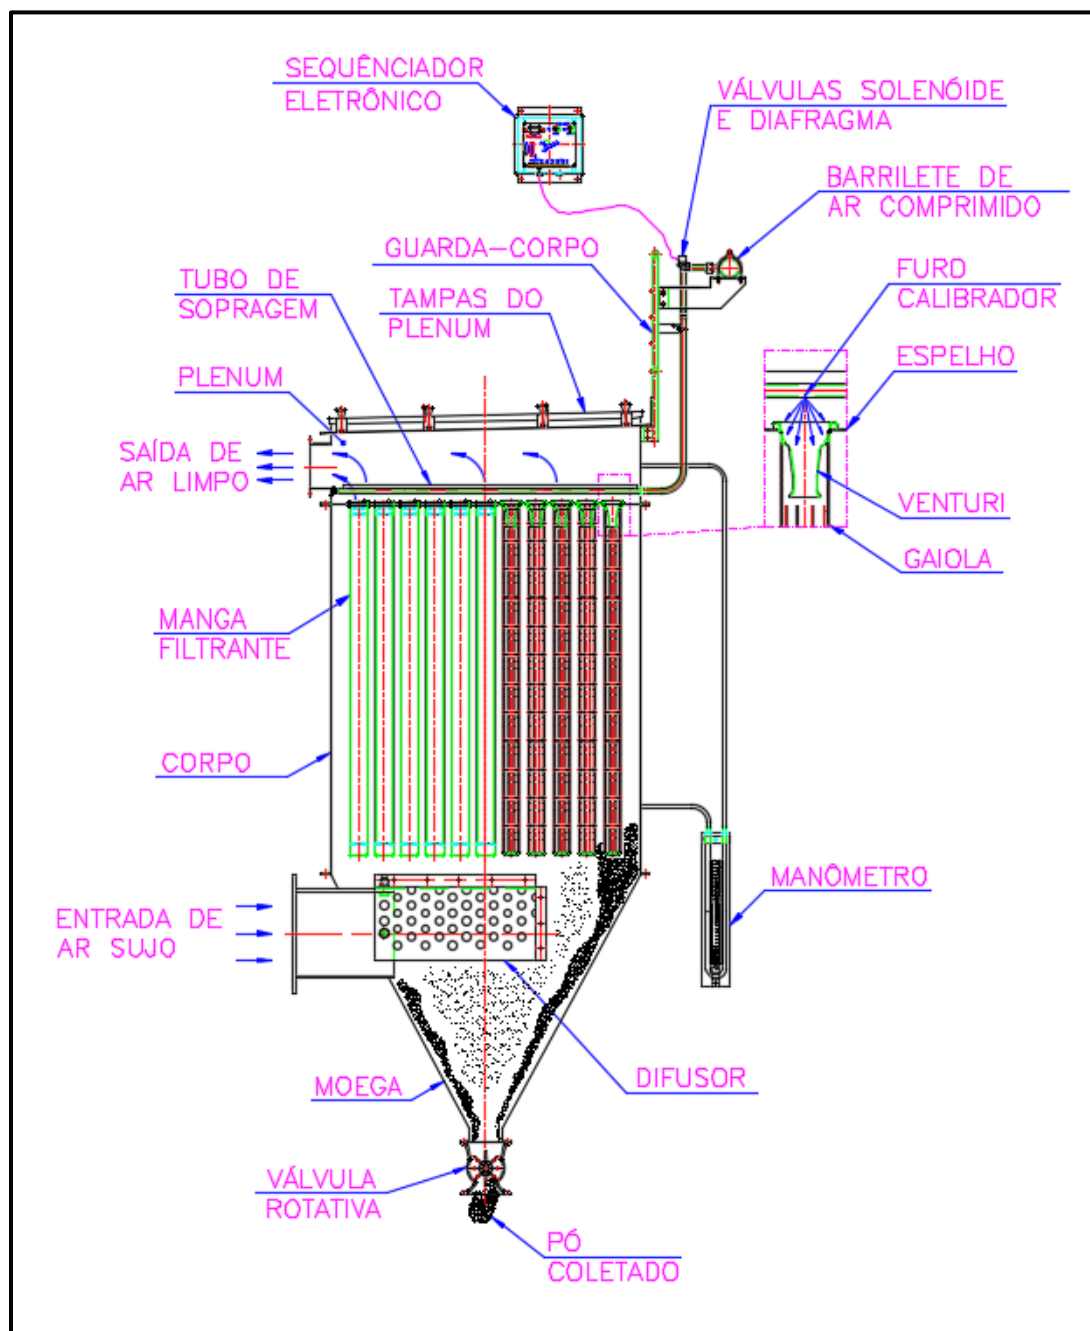 SEQUÊNCIADOR
ELETRÔNICO
VÁLVULAS SOLENÓIDE
E DIAFRAGMA
BARRILETE DE
AR COMPRIMIDO
GUARDA-CORPO
TUBO DE
SOPRAGEM
TAMPAS DO
PLENUM
FURO
CALIBRADOR
ESPELHO
PLENUM
SAÍDA DE
AR LIMPO
VENTURI
GAIOLA
MANGA
FILTRANTE
CORPO
MANÔMETRO
ENTRADA DE
AR SUJO
MOEGA
DIFUSOR
VÁLVULA
ROTATIVA
PÓ
COLETADO